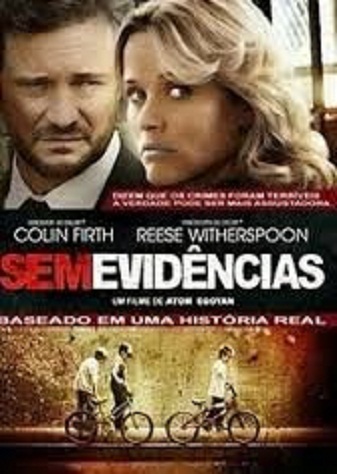 DIZEM QUE OS CRIMES FORAM TERRÍVEIS
A VERDADE PODE SER MAIS ASSUSTADORA.
COLIN FIRTH REESE WITHERSPOON
SEM EVIDÊNCIAS
UM FILME DE ATOM EGOYAN
BASEADO EM UMA HISTÓRIA REAL